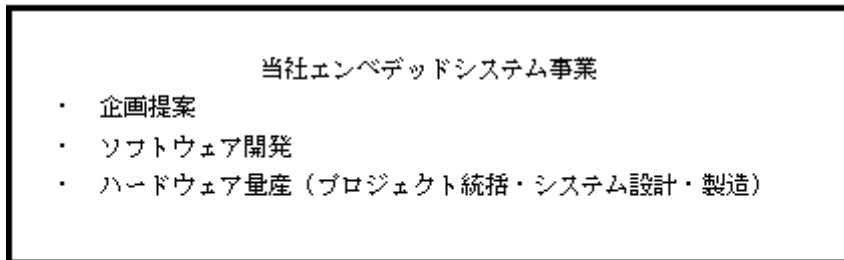 当社エンベデッドシステム事業
・ 企画提案
・ ソフトウェア開発
・ ハードウェア量産（プロジェクト統括・システム設計・製造）